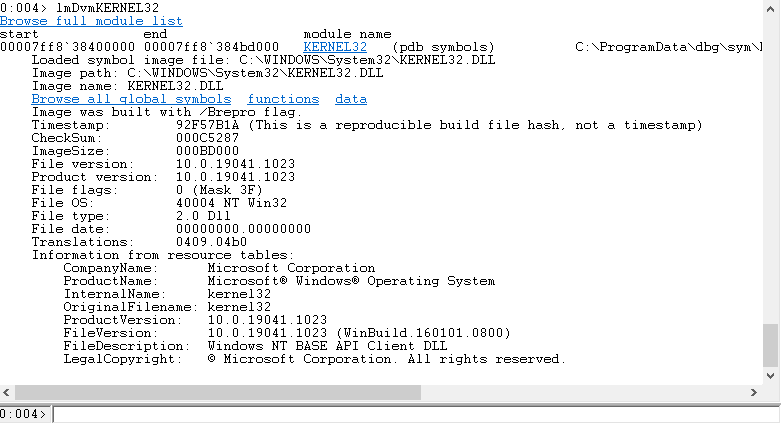 0:004> lmDvmKERNEL32
Browse full module list
start             end                 module name
00007ff8`38400000 00007ff8`384bd000   KERNEL32   (pdb symbols)          C:\ProgramData\dbg\sym\
    Loaded symbol image file: C:\WINDOWS\System32\KERNEL32.DLL
    Image path: C:\WINDOWS\System32\KERNEL32.DLL
    Image name: KERNEL32.DLL
    Browse all global symbols  functions  data
    Image was built with /Brepro flag.
    Timestamp:        92F57B1A (This is a reproducible build file hash, not a timestamp)
    CheckSum:         000C5287
    ImageSize:        000BD000
    File version:     10.0.19041.1023
    Product version:  10.0.19041.1023
    File flags:       0 (Mask 3F)
    File OS:          40004 NT Win32
    File type:        2.0 Dll
    File date:        00000000.00000000
    Translations:     0409.04b0
    Information from resource tables:
        CompanyName:      Microsoft Corporation
        ProductName:      Microsoft® Windows® Operating System
        InternalName:     kernel32
        OriginalFilename: kernel32
        ProductVersion:   10.0.19041.1023
        FileVersion:      10.0.19041.1023 (WinBuild.160101.0800)
        FileDescription:  Windows NT BASE API Client DLL
        LegalCopyright:   © Microsoft Corporation. All rights reserved.
0:004>